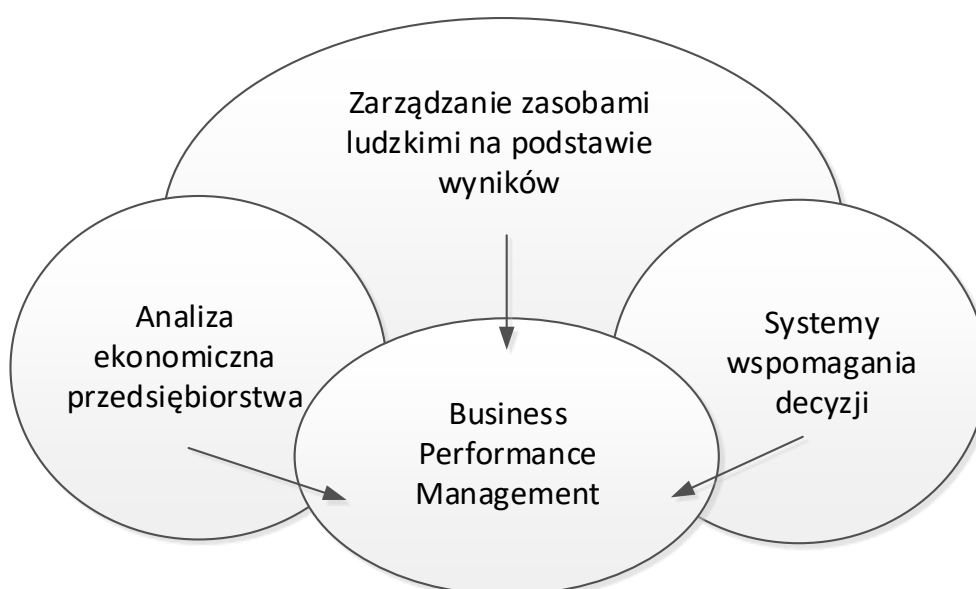 Zarządzanie zasobami
ludzkimi na podstawie
wyników
Analiza
ekonomiczna
przedsiębiorstwa
Systemy
wspomagania
decyzji
Business
Performance
Management